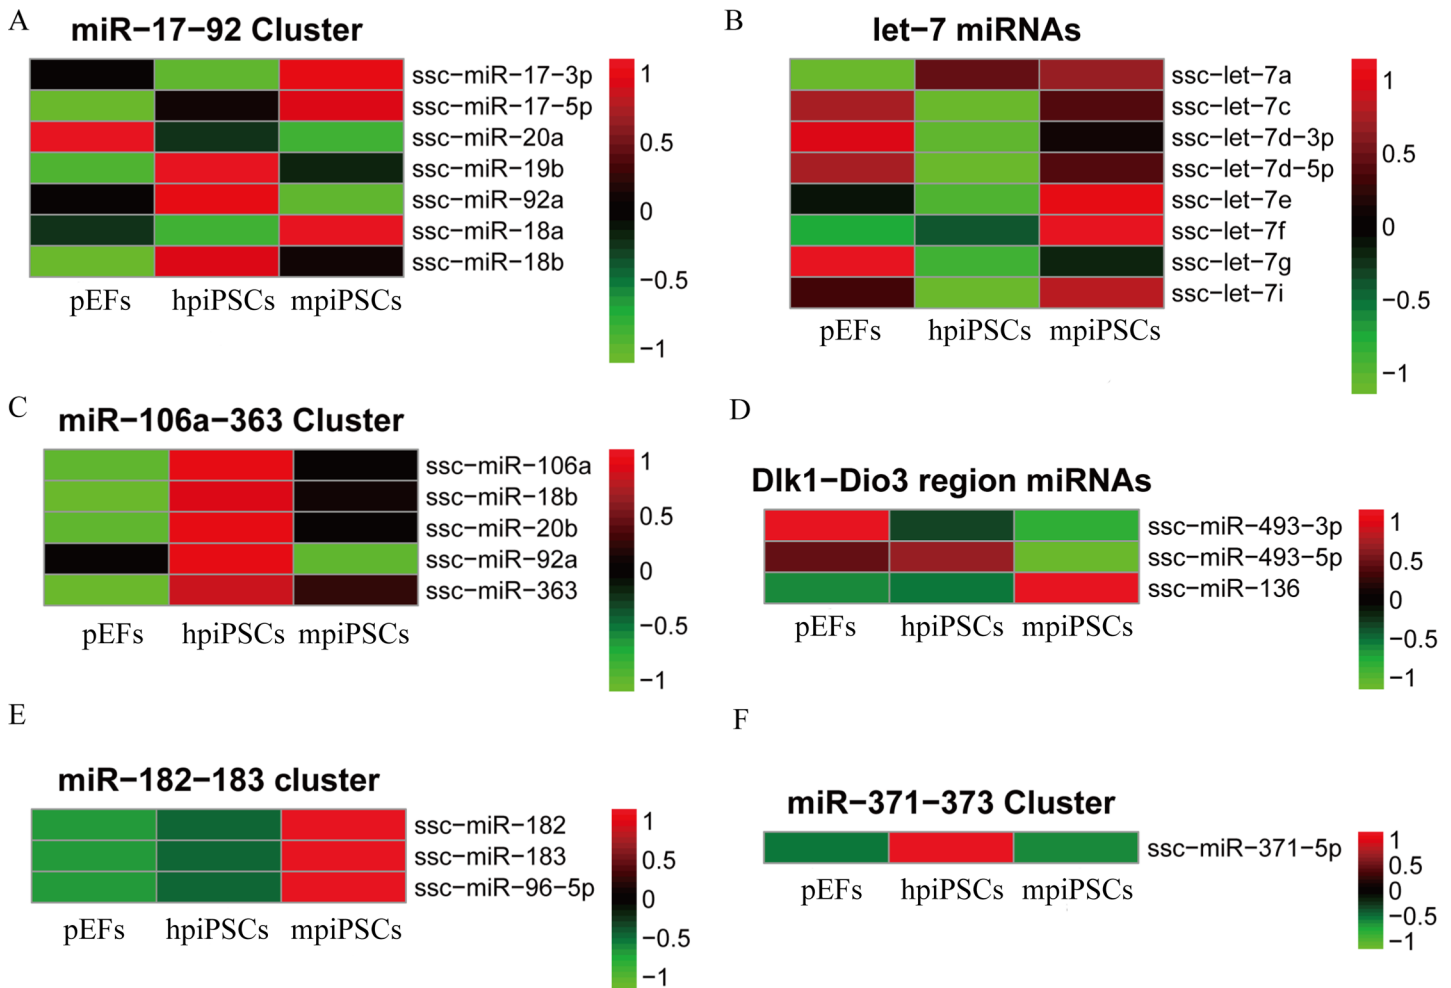 A
miR−17−92 Cluster
ssc−miR−17−3p
ssc−miR−17−5p
ssc−miR−20a
ssc−miR−19b
ssc−miR−92a
ssc−miR−18a
ssc−miR−18b
pEFs hpiPSCs mpiPSCs
1
0.5
0
−0.5
−1
B
let−7 miRNAs
ssc−let−7a
ssc−let−7c
ssc−let−7d−3p
ssc−let−7d−5p
ssc−let−7e
ssc−let−7f
ssc−let−7g
ssc−let−7i
pEFs hpiPSCs mpiPSCs
1
0.5
0
−0.5
−1
C
miR−106a−363 Cluster
ssc−miR−106a
ssc−miR−18b
ssc−miR−20b
ssc−miR−92a
ssc−miR−363
pEFs hpiPSCs mpiPSCs
1
0.5
0
−0.5
−1
D
Dlk1−Dio3 region miRNAs
ssc−miR−493−3p
ssc−miR−493−5p
ssc−miR−136
pEFs hpiPSCs mpiPSCs
1
0.5
0
−0.5
−1
E
miR−182−183 cluster
ssc−miR−182
ssc−miR−183
ssc−miR−96−5p
pEFs hpiPSCs mpiPSCs
1
0.5
0
−0.5
−1
F
miR−371−373 Cluster
ssc−miR−371−5p
pEFs hpiPSCs mpiPSCs
1
0.5
0
−0.5
−1